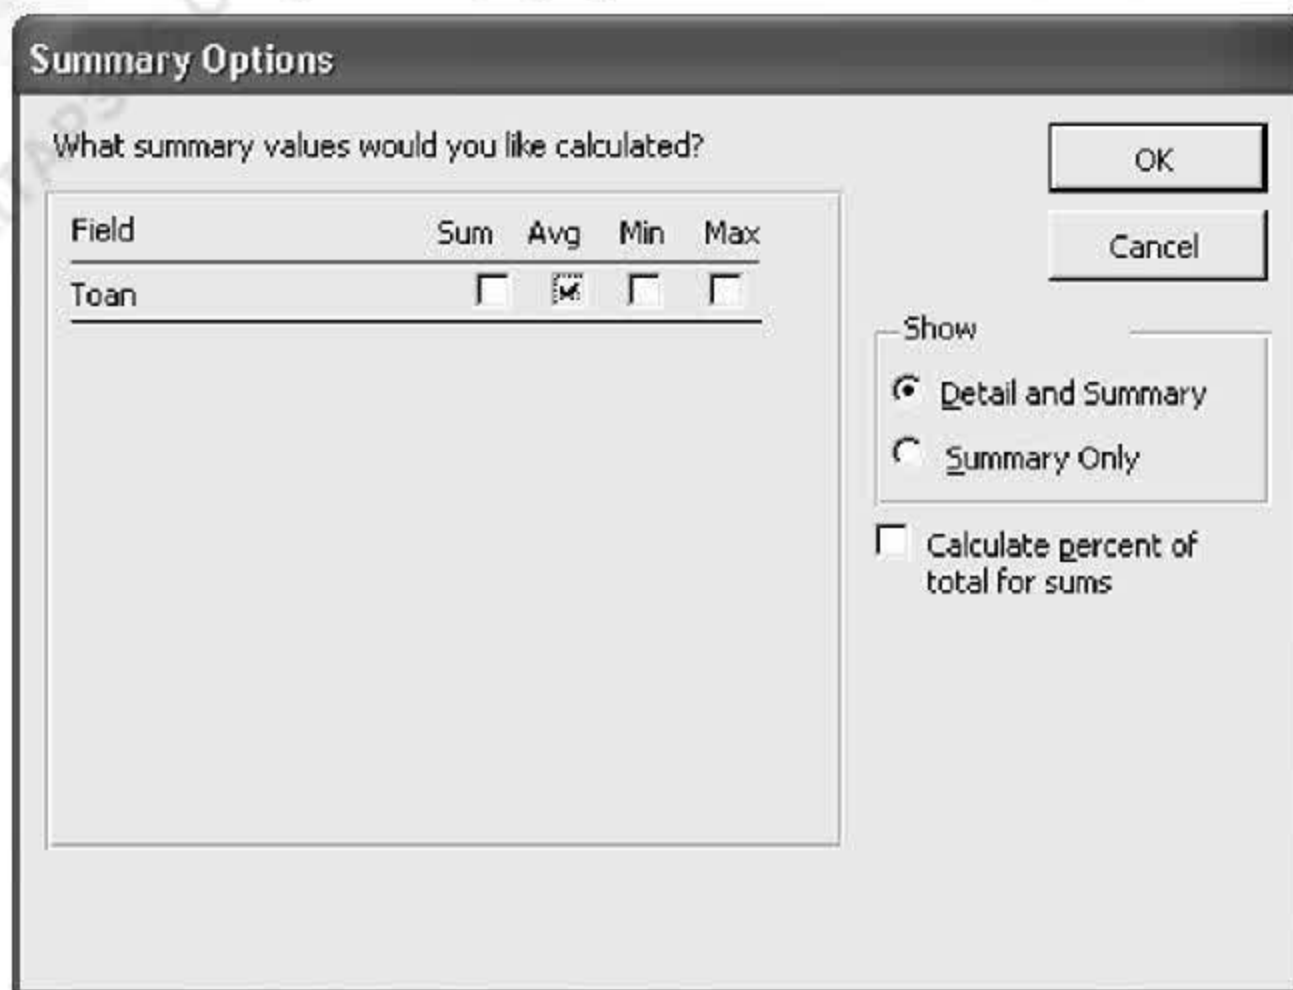 Summary Options
What summary values would you like calculated?
OK
Cancel
Field Sum Avg Min Max
Toan
Show
Detail and Summary
Summary Only
Calculate percent of
total for sums